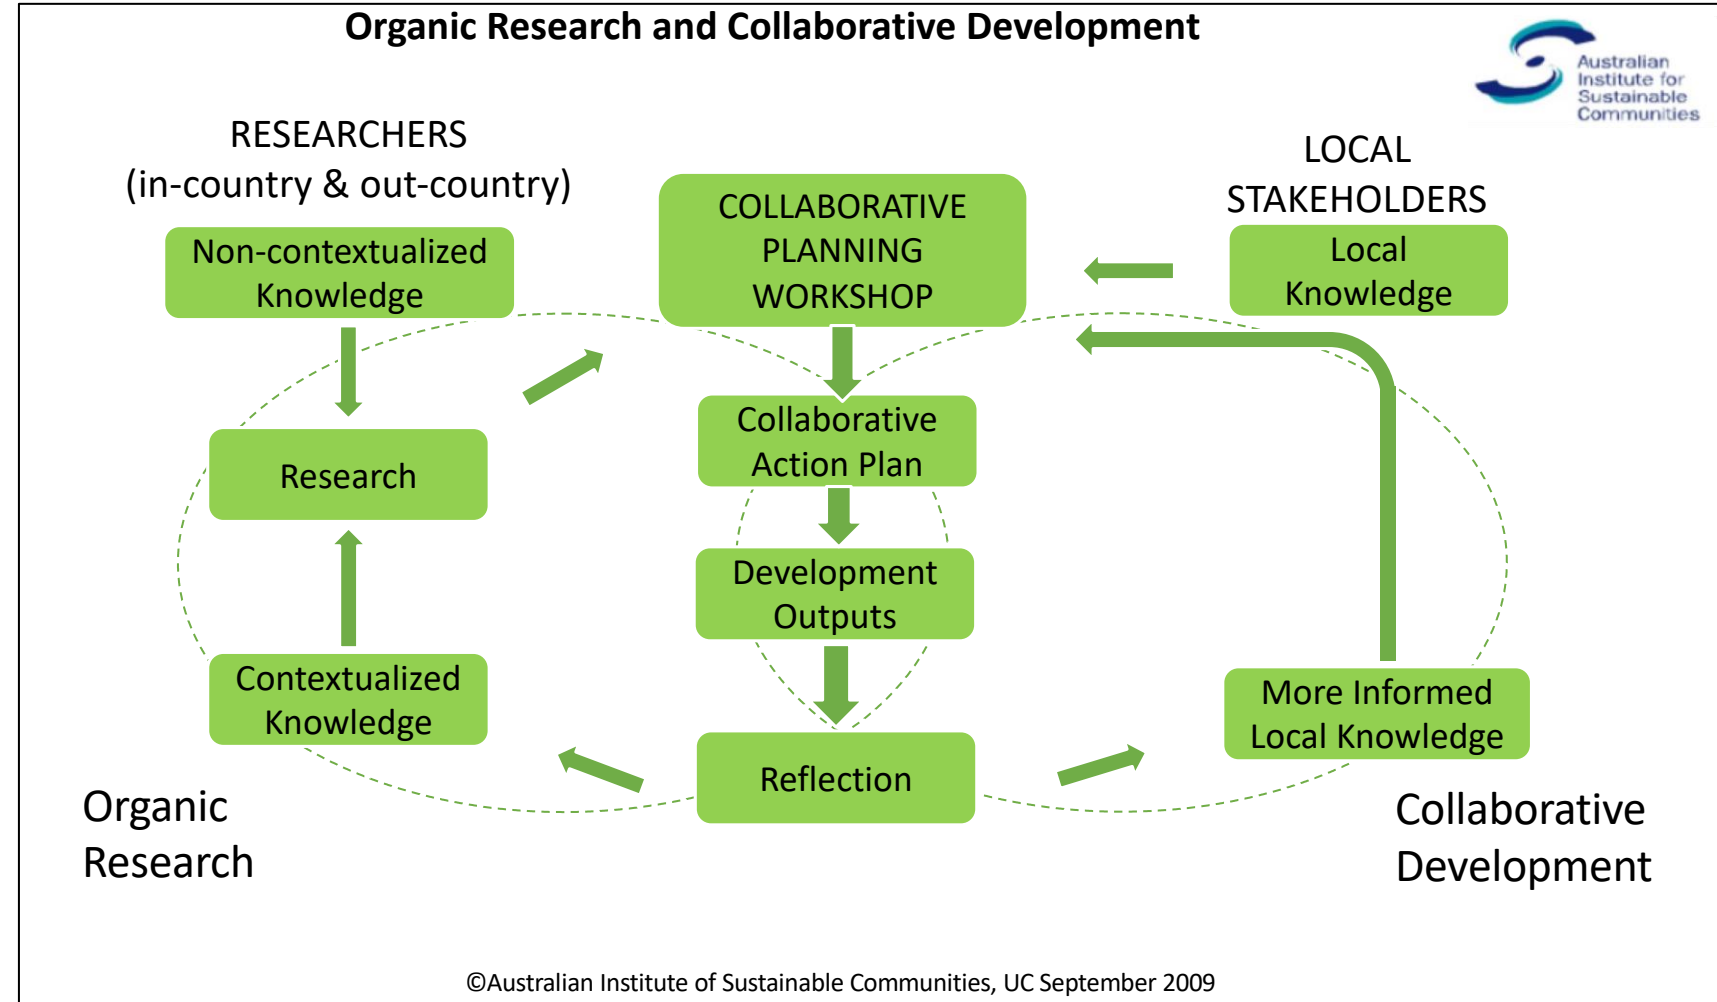 Organic Research and Collaborative Development
Australian
Institute for
Sustainable
Communities
RESEARCHERS
(in-country & out-country)
LOCAL
STAKEHOLDERS
Non-contextualized
Knowledge
COLLABORATIVE
PLANNING
WORKSHOP
Local
Knowledge
Research
Collaborative
Action Plan
Development
Outputs
Contextualized
Knowledge
More Informed
Local Knowledge
Reflection
Organic
Research
Collaborative
Development
©Australian Institute of Sustainable Communities, UC September 2009